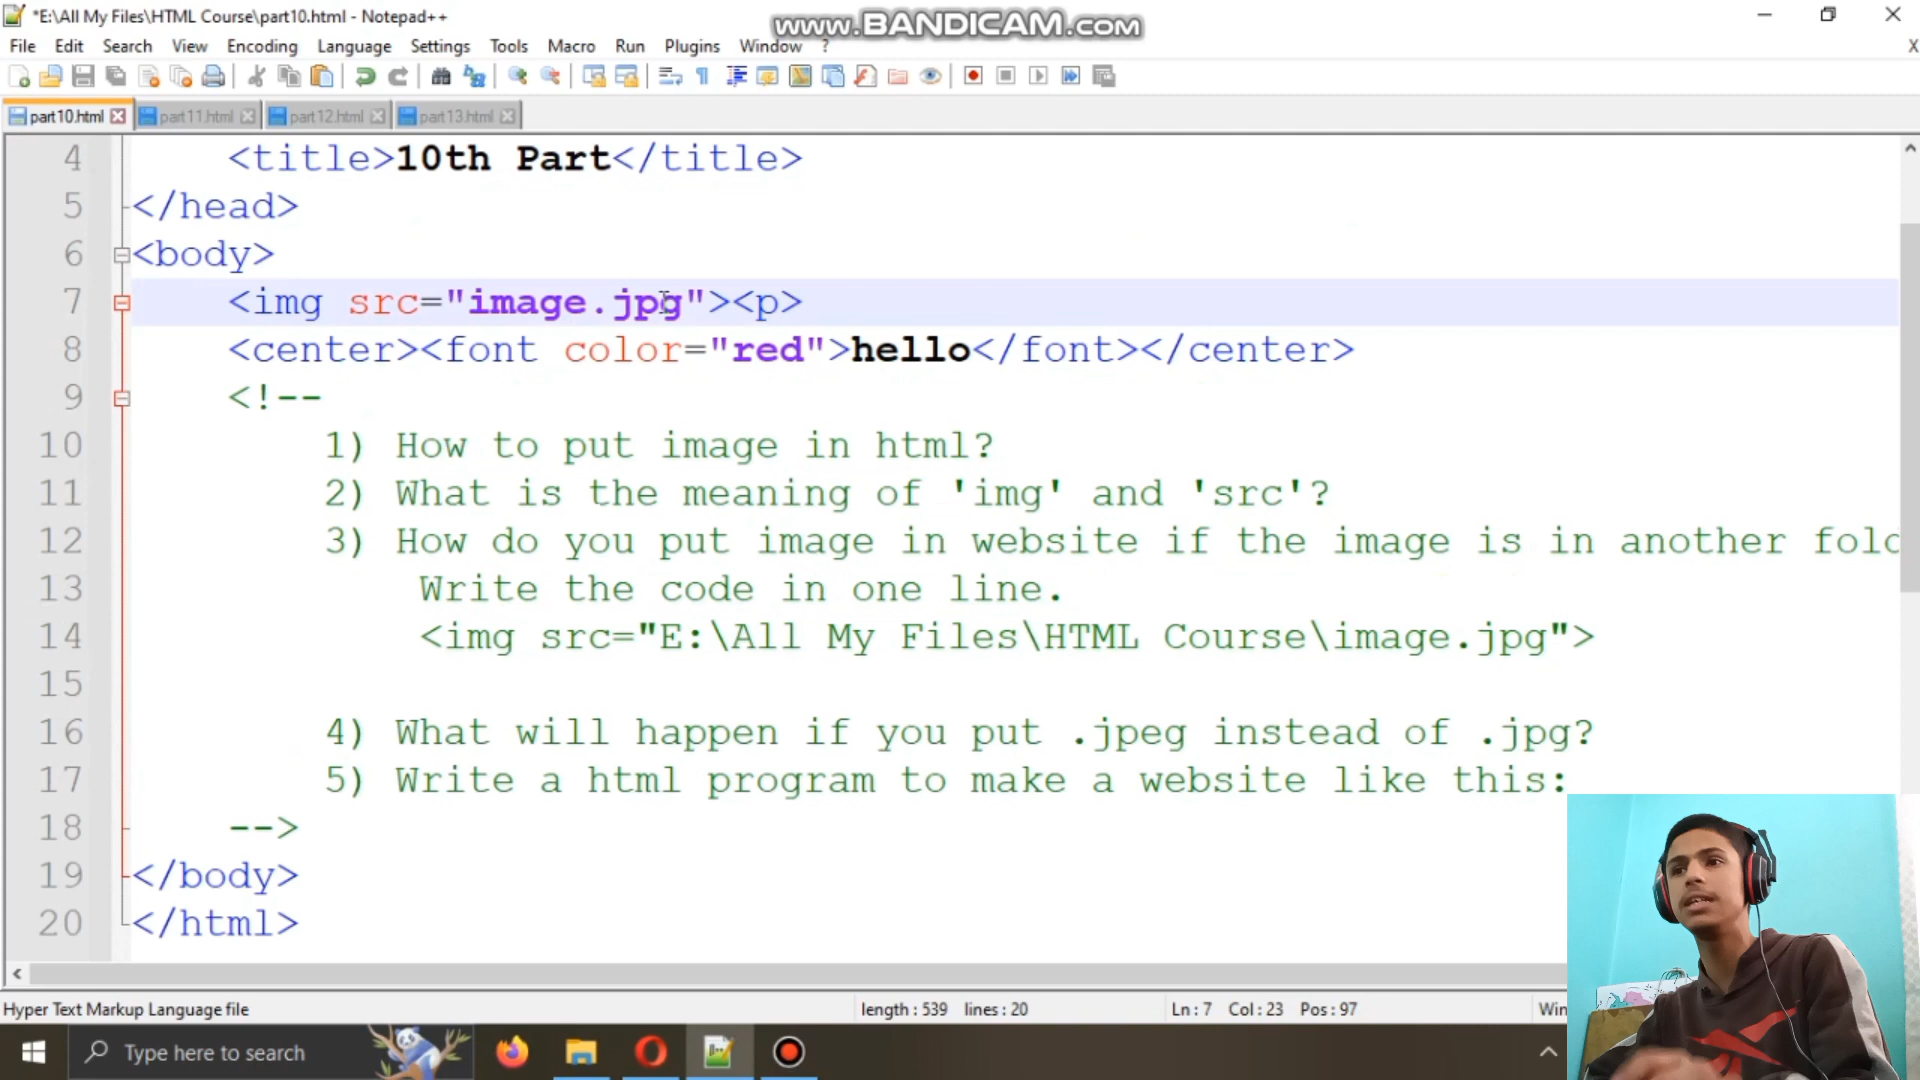 *E:\All My Files\HTML Course\part10.html - Notepad++
www.BANDICAM.com
File Edit Search View Encoding Language Settings Tools Macro Run Plugins Window ? X
part10.html part11.html part12.html part13.html
4 <title>10th Part</title>
5 </head>
6 <body>
7 <img src="image.jpg"><p>
8 <center><font color="red">hello</font></center>
9 <!--
10 1) How to put image in html?
11 2) What is the meaning of 'img' and 'src'?
12 3) How do you put image in website if the image is in another fold
13 Write the code in one line.
14 <img src="E:\All My Files\HTML Course\image.jpg">
15
16 4) What will happen if you put .jpeg instead of .jpg?
17 5) Write a html program to make a website like this:
18 -->
19 </body>
20 </html>
Hyper Text Markup Language file length : 539 lines : 20 Ln : 7 Col : 23 Pos : 97 Win
Type here to search